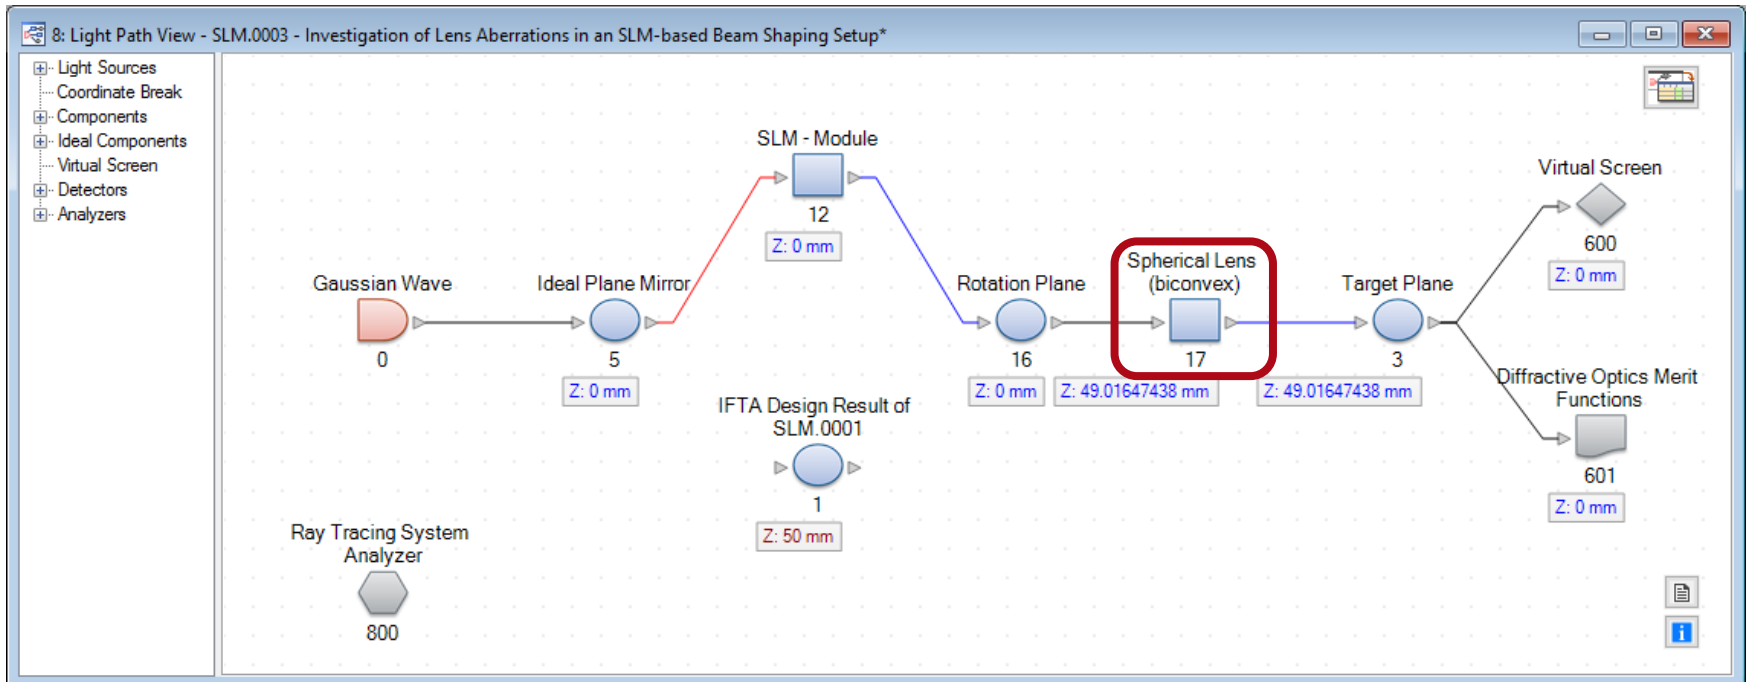 8: Light Path View - SLM.0003 - Investigation of Lens Aberrations in an SLM-based Beam Shaping Setup*
Light Sources
Coordinate Break
Components
Ideal Components
Virtual Screen
Detectors
Analyzers
SLM - Module
12
Z: 0 mm
Gaussian Wave
0
Ideal Plane Mirror
5
Z: 0 mm
Rotation Plane
16
Z: 0 mm
Spherical Lens
(biconvex)
17
Z: 49.01647438 mm
Target Plane
3
Z: 49.01647438 mm
Virtual Screen
600
Z: 0 mm
Diffractive Optics Merit
Functions
601
Z: 0 mm
IFTA Design Result of
SLM.0001
1
Z: 50 mm
Ray Tracing System
Analyzer
800